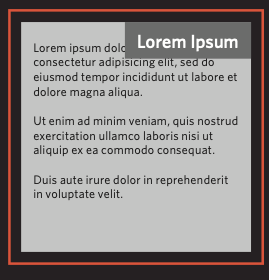 Lorem Ipsum
Lorem ipsum
consectetur adipisicing elit, sed do
eiusmod tempor incididunt ut labore et
dolore magna aliqua.
Ut enim ad minim veniam, quis nostrud
exercitation ullamco laboris nisi ut
aliquip ex ea commodo consequat.
Duis aute irure dolor in reprehenderit
in voluptate velit.